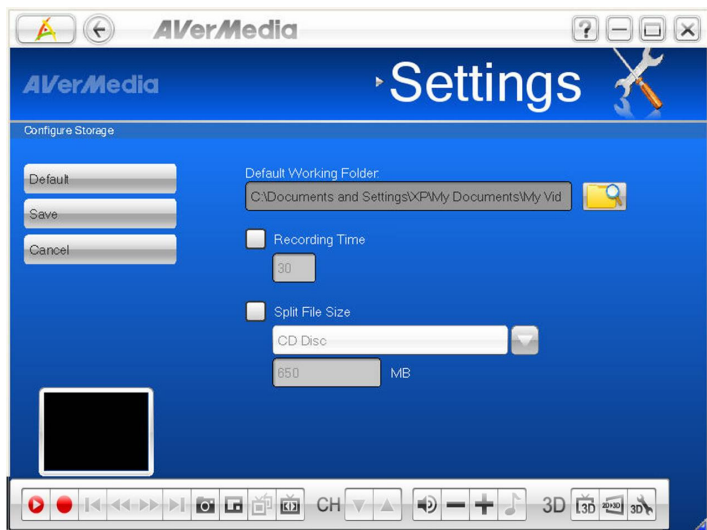 AVerMedia
?
AVerMedia
Settings
Configure Storage
Default
Save
Cancel
Default Working Folder:
C:\Documents and Settings\XP\My Documents\My Vid
Recording Time
30
Split File Size
CD Disc
650 MB
CH 3D 3D 2D>3D 3D